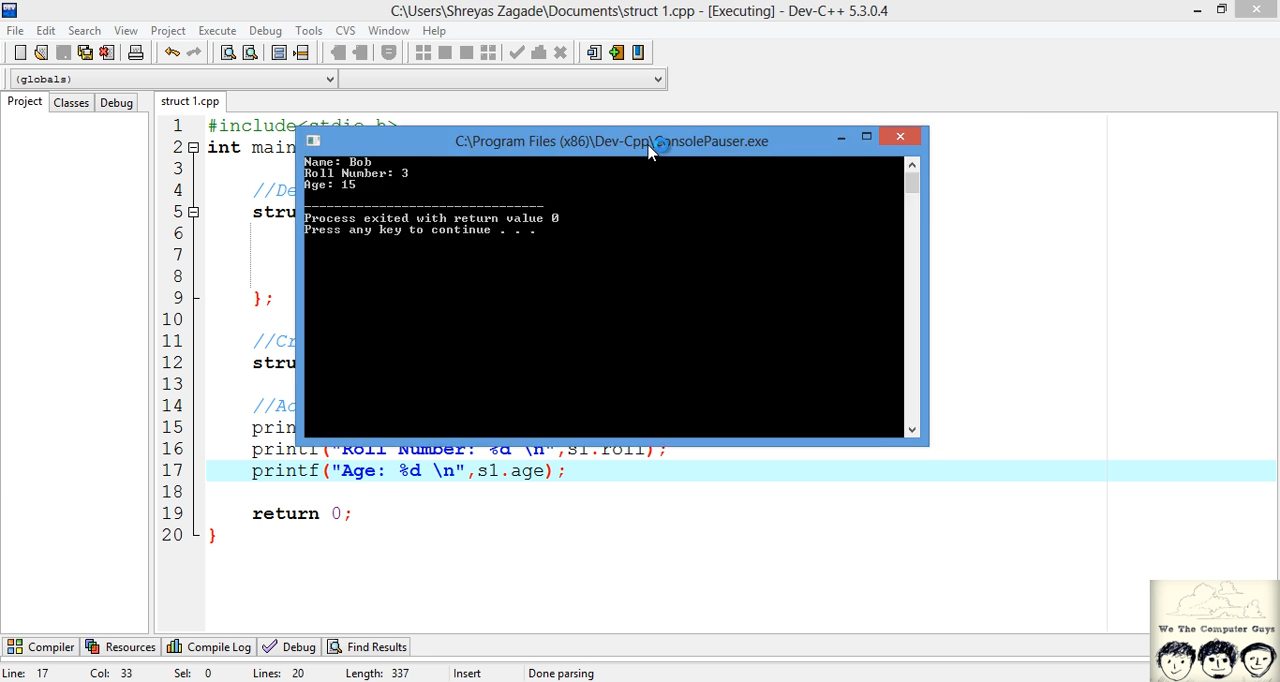 C:\Users\Shreyas Zagade\Documents\struct 1.cpp - [Executing] - Dev-C++ 5.3.0.4
File Edit Search View Project Execute Debug Tools CVS Window Help
(globals)
Project Classes Debug struct 1.cpp
1 #include<stdio.h>
2 int main
3
4 //De
5 stru
6
7
8
9 };
10
11 //Cr
12 stru
13
14 //Ac
15 prin
16 printf("Roll Number: %d \n",s1.roll);
17 printf("Age: %d \n",s1.age);
18
19 return 0;
20 }
C:\Program Files (x86)\Dev-Cpp\ConsolePauser.exe
Name: Bob
Roll Number: 3
Age: 15
--------------------------------
Process exited with return value 0
Press any key to continue . . .
We The Computer Guys
Compiler Resources Compile Log Debug Find Results
Line: 17 Col: 33 Sel: 0 Lines: 20 Length: 337 Insert Done parsing